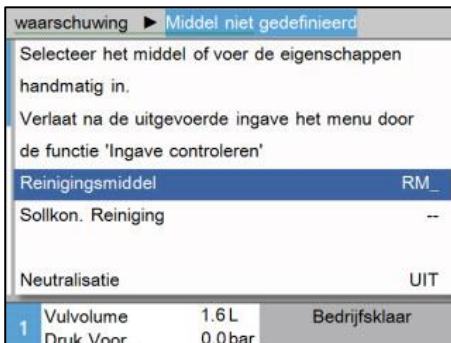 waarschuwing ► Middel niet gedefinieerd
Selecteer het middel of voer de eigenschappen
handmatig in.
Verlaat na de uitgevoerde ingave het menu door
de functie 'Ingave controleren'
Reinigingsmiddel RM_
Sollkon. Reiniging --
Neutralisatie UIT
1 Vulvolume 1.6 L Bedrijfsklaar
Druk Voor 0.0 bar